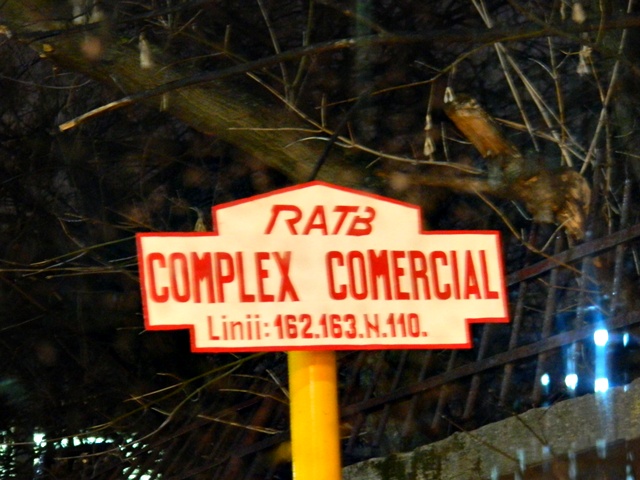 RATB
COMPLEX COMERCIAL
Linii: 162.163.N.110.